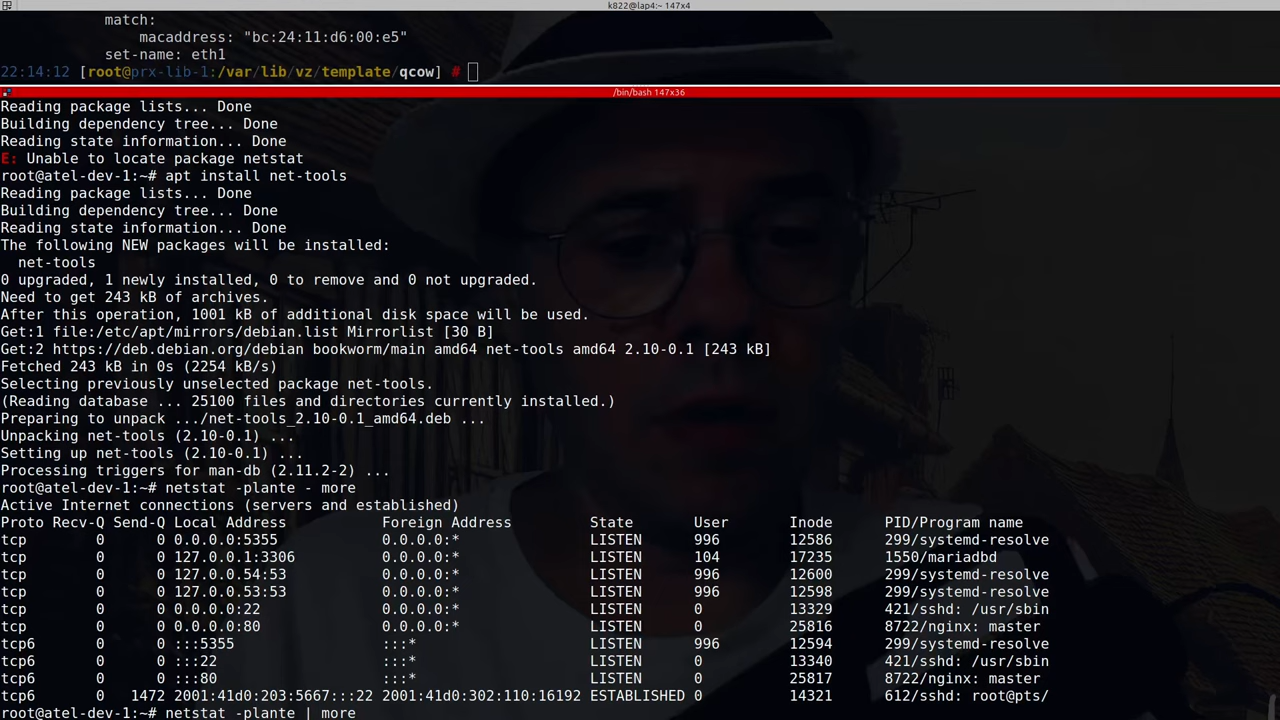 k822@lap4:~ 147x4
match:
macaddress: "bc:24:11:d6:00:e5"
set-name: eth1
22:14:12 [root@prx-lib-1:/var/lib/vz/template/qcow] #
/bin/bash 147x36
Reading package lists... Done
Building dependency tree... Done
Reading state information... Done
E: Unable to locate package netstat
root@atel-dev-1:~# apt install net-tools
Reading package lists... Done
Building dependency tree... Done
Reading state information... Done
The following NEW packages will be installed:
net-tools
0 upgraded, 1 newly installed, 0 to remove and 0 not upgraded.
Need to get 243 kB of archives.
After this operation, 1001 kB of additional disk space will be used.
Get:1 file:/etc/apt/mirrors/debian.list Mirrorlist [30 B]
Get:2 https://deb.debian.org/debian bookworm/main amd64 net-tools amd64 2.10-0.1 [243 kB]
Fetched 243 kB in 0s (2254 kB/s)
Selecting previously unselected package net-tools.
(Reading database ... 25100 files and directories currently installed.)
Preparing to unpack .../net-tools_2.10-0.1_amd64.deb ...
Unpacking net-tools (2.10-0.1) ...
Setting up net-tools (2.10-0.1) ...
Processing triggers for man-db (2.11.2-2) ...
root@atel-dev-1:~# netstat -plante - more
Active Internet connections (servers and established)
Proto Recv-Q Send-Q Local Address Foreign Address State User Inode PID/Program name
tcp 0 0 0.0.0.0:5355 0.0.0.0:* LISTEN 996 12586 299/systemd-resolve
tcp 0 0 127.0.0.1:3306 0.0.0.0:* LISTEN 104 17235 1550/mariadbd
tcp 0 0 127.0.0.54:53 0.0.0.0:* LISTEN 996 12600 299/systemd-resolve
tcp 0 0 127.0.0.53:53 0.0.0.0:* LISTEN 996 12598 299/systemd-resolve
tcp 0 0 0.0.0.0:22 0.0.0.0:* LISTEN 0 13329 421/sshd: /usr/sbin
tcp 0 0 0.0.0.0:80 0.0.0.0:* LISTEN 0 25816 8722/nginx: master
tcp6 0 0 :::5355 :::* LISTEN 996 12594 299/systemd-resolve
tcp6 0 0 :::22 :::* LISTEN 0 13340 421/sshd: /usr/sbin
tcp6 0 0 :::80 :::* LISTEN 0 25817 8722/nginx: master
tcp6 0 1472 2001:41d0:203:5667:::22 2001:41d0:302:110:16192 ESTABLISHED 0 14321 612/sshd: root@pts/
root@atel-dev-1:~# netstat -plante | more